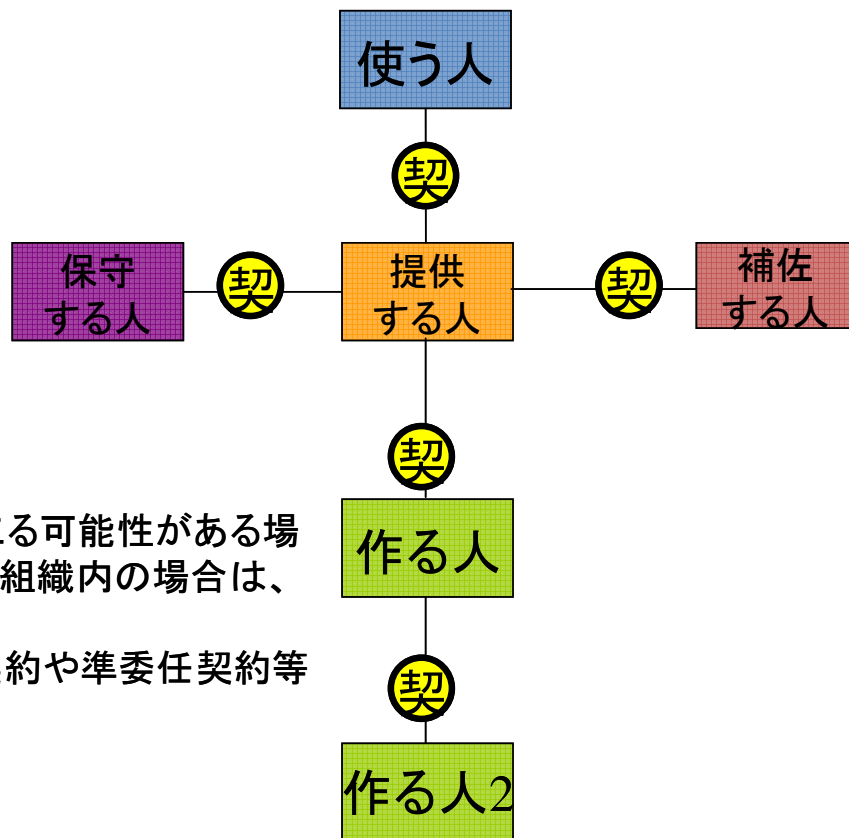 使う人
契
保守
する人
契
提供
する人
契
補佐
する人
契
る可能性がある場
組織内の場合は、
約や準委任契約等
作る人
契
作る人2